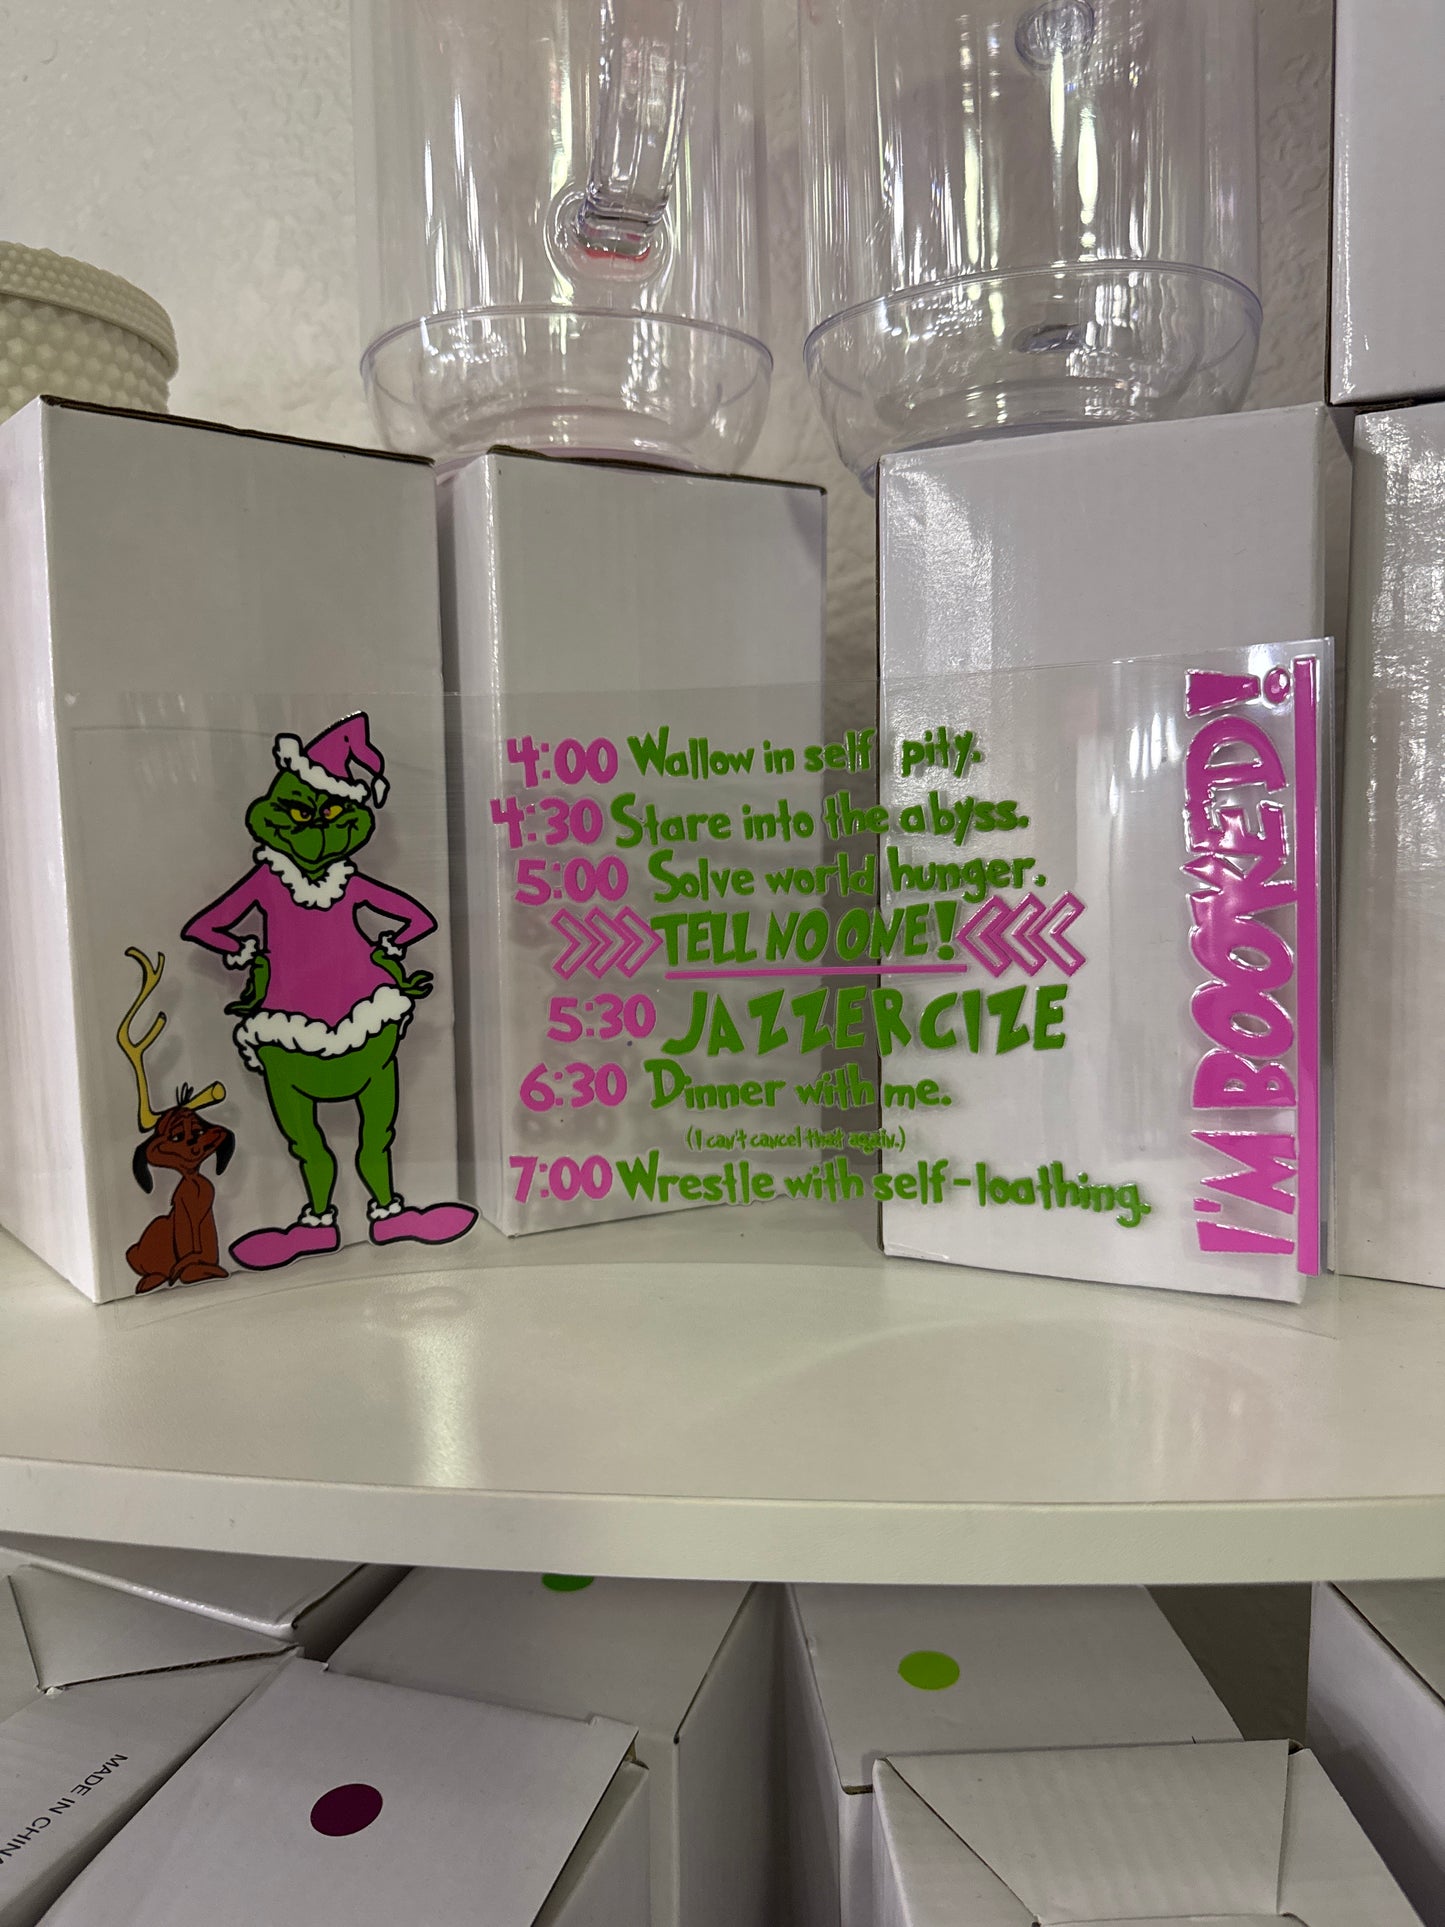 4:00 Wallow in self pity.
4:30 Stare into the abyss.
5:00 Solve world hunger.
TELL NO ONE!
5:30 JAZZERCIZE
6:30 Dinner with me.
(I can't cancel that again.)
7:00 Wrestle with self-loathing.
I'M BOOKED!
MADE IN CHINA